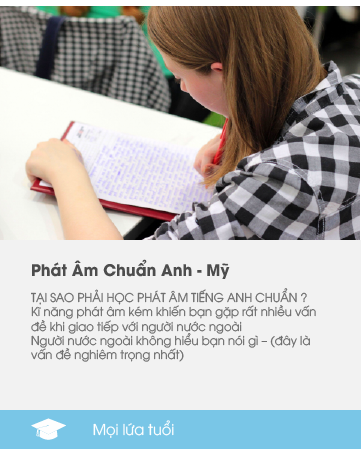 Phát Âm Chuẩn Anh - Mỹ
TẠI SAO PHẢI HỌC PHÁT ÂM TIẾNG ANH CHUẨN ?
Kĩ năng phát âm kém khiến bạn gặp rất nhiều vấn
đề khi giao tiếp với người nước ngoài
Người nước ngoài không hiểu bạn nói gì – (đây là
vấn đề nghiêm trọng nhất)
Mọi lứa tuổi